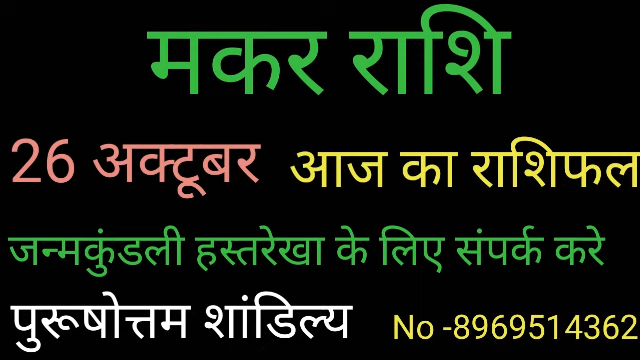 मकर राशि
26 अक्टूबर आज का राशिफल
जन्मकुंडली हस्तरेखा के लिए संपर्क करे
पुरूषोत्तम शांडिल्य No -8969514362